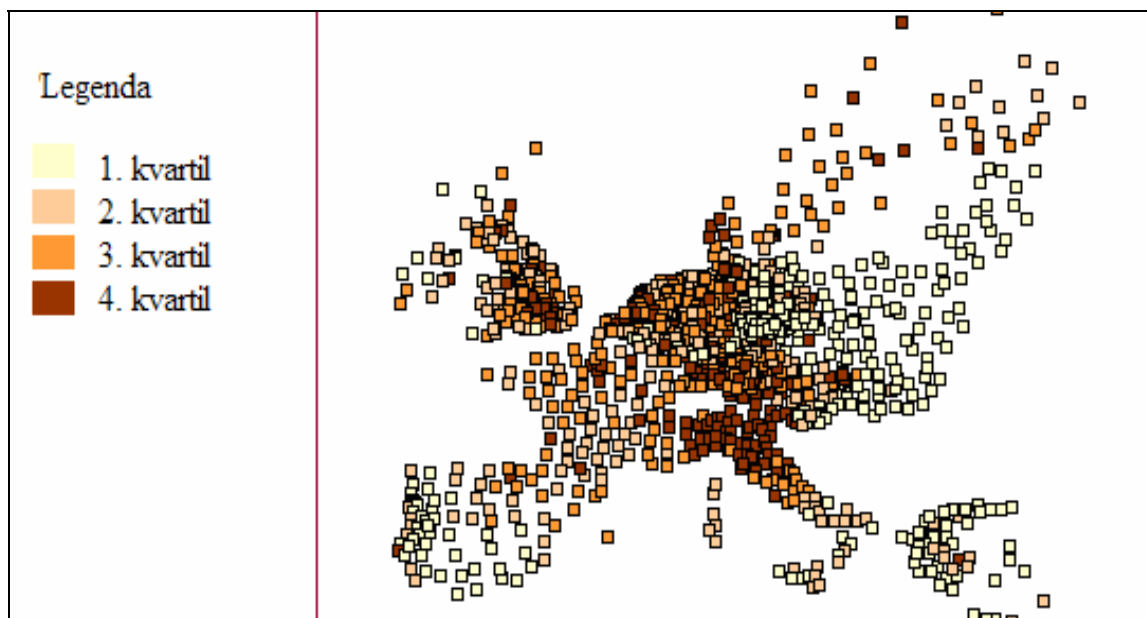 Legenda
1. kvartil
2. kvartil
3. kvartil
4. kvartil